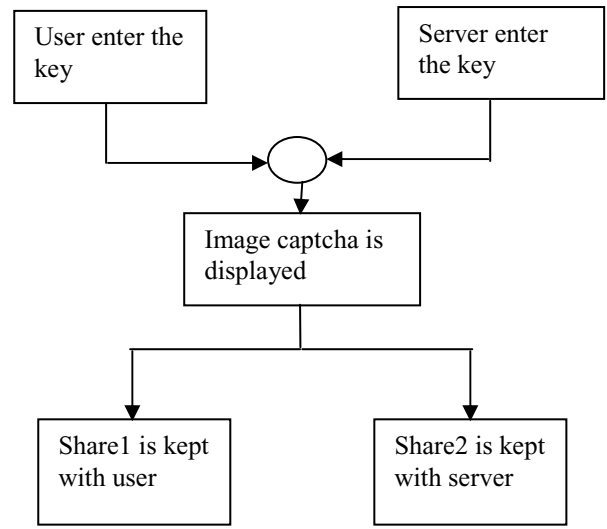 User enter the
key
Server enter
the key
Image captcha is
displayed
Share1 is kept
with user
Share2 is kept
with server